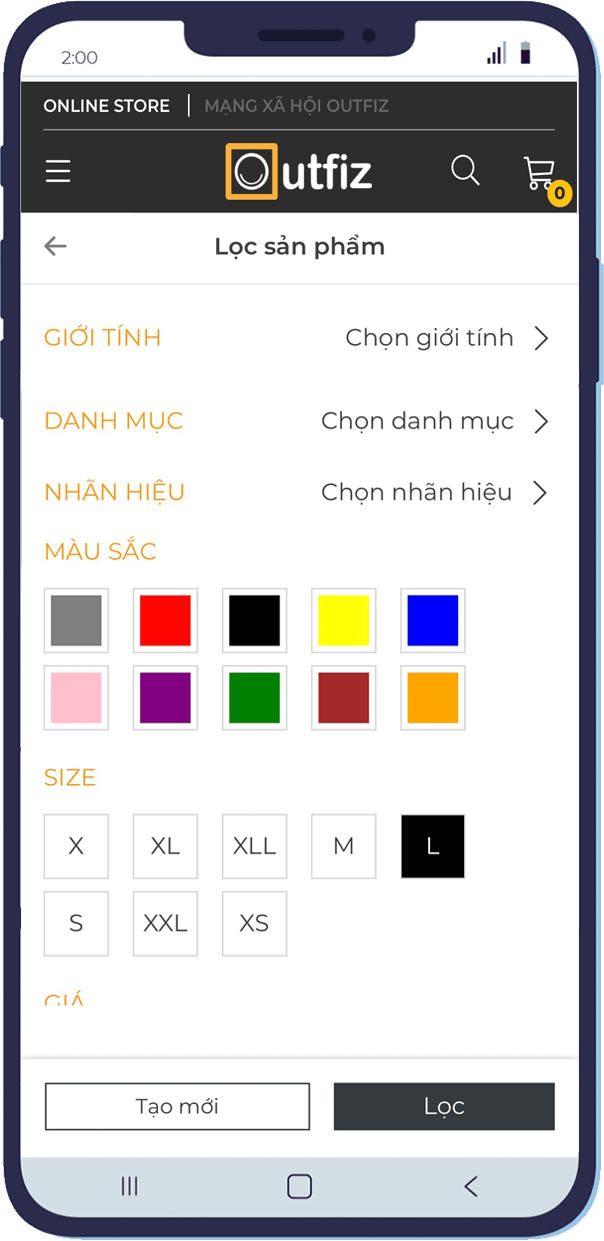 2:00
ONLINE STORE | MẠNG XÃ HỘI OUTFIZ
Outfiz
0
Lọc sản phẩm
GIỚI TÍNH Chọn giới tính
DANH MỤC Chọn danh mục
NHÃN HIỆU Chọn nhãn hiệu
MÀU SẮC
SIZE
X XL XLL M L
S XXL XS
GIÁ
Tạo mới Lọc